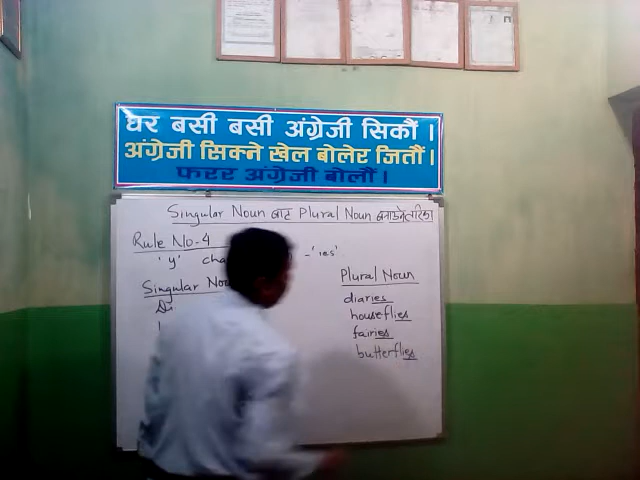 घर बसी बसी अंग्रेजी सिकौं ।
अंग्रेजी सिक्ने खेल बोलेर जितौं ।
फरर अंग्रेजी बोलौं ।
Singular Noun बाट Plural Noun बनाउने तरिका
Rule No-4
'y' cha - 'ies'
Singular Nou Plural Noun
diaries
houseflies
fairies
butterflies